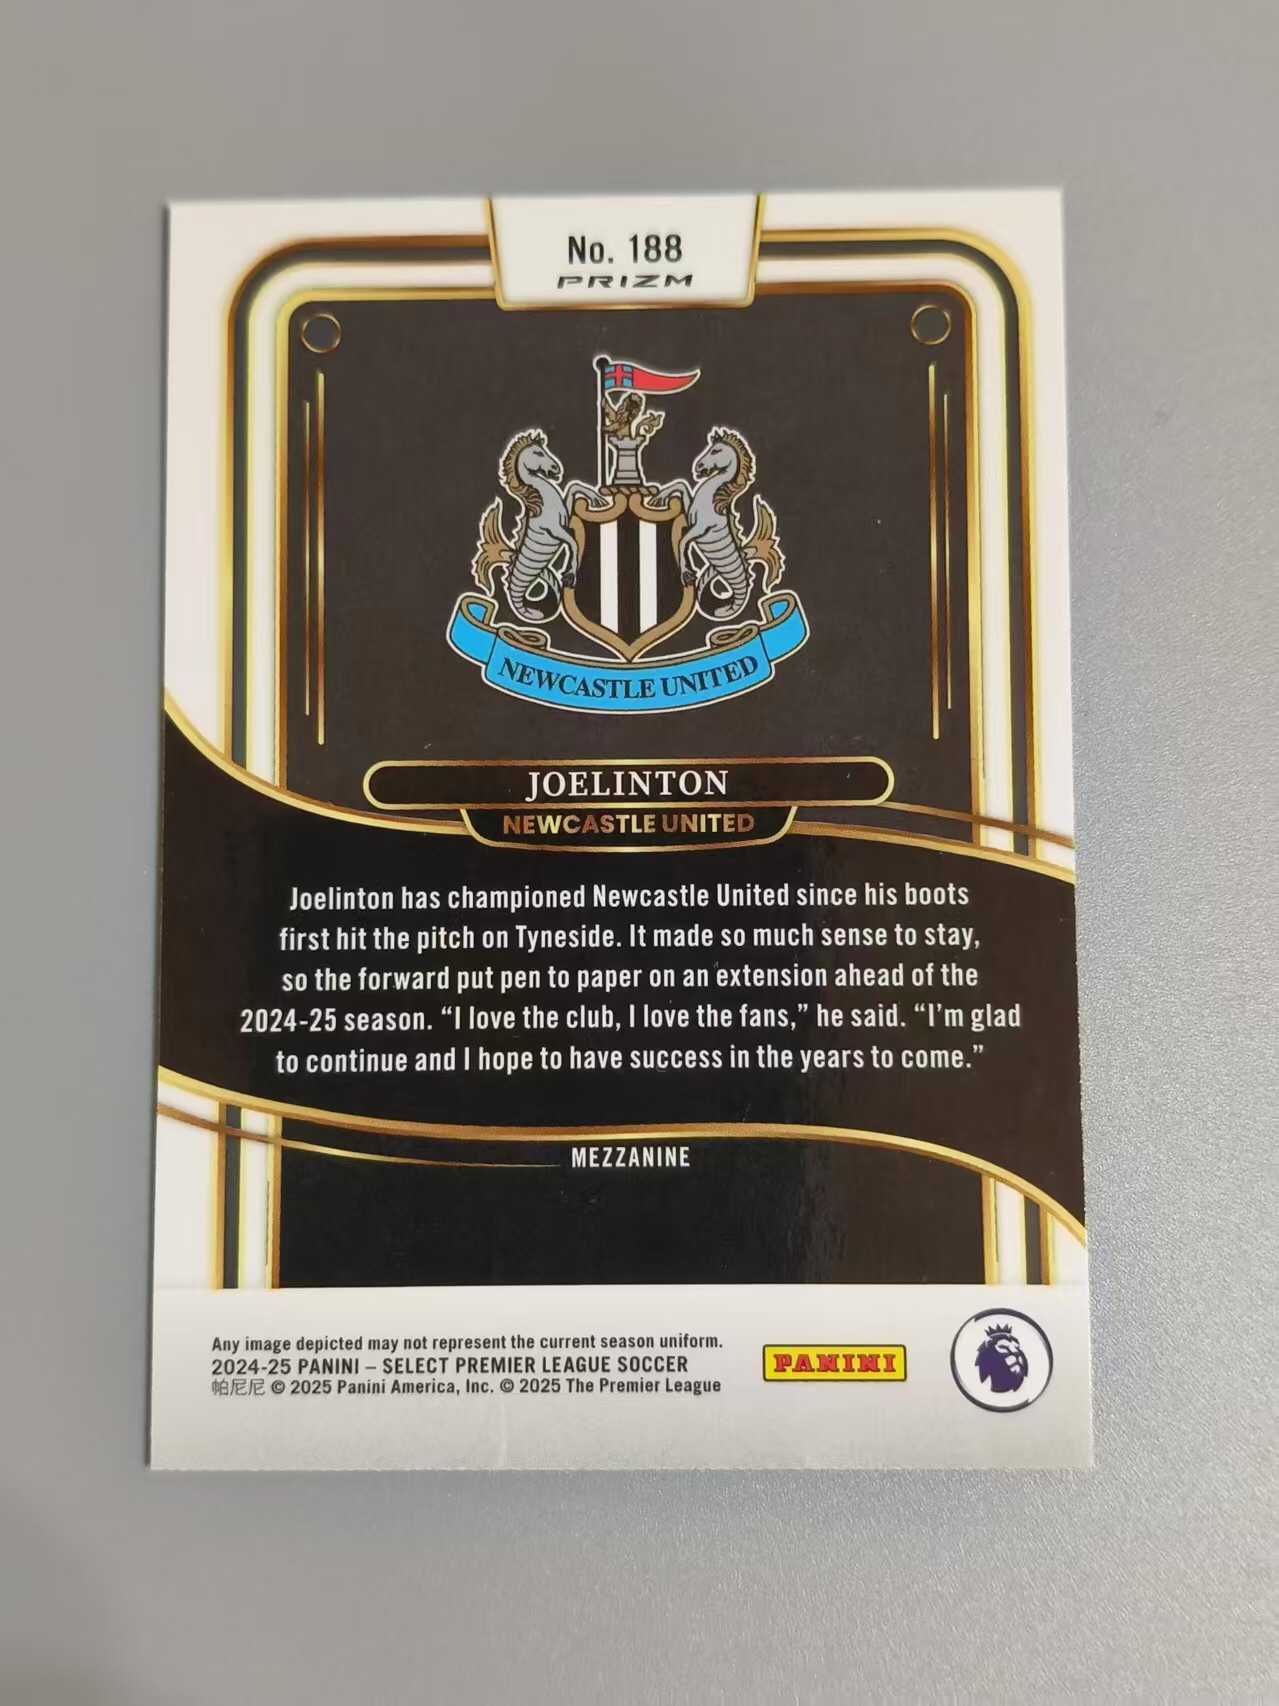 No. 188
PRIZM
NEWCASTLE UNITED
JOELINTON
NEWCASTLE UNITED
Joelinton has championed Newcastle United since his boots
first hit the pitch on Tyneside. It made so much sense to stay,
so the forward put pen to paper on an extension ahead of the
2024-25 season. “I love the club, I love the fans,” he said. “I’m glad
to continue and I hope to have success in the years to come.”
MEZZANINE
Any image depicted may not represent the current season uniform.
2024-25 PANINI – SELECT PREMIER LEAGUE SOCCER
帕尼尼 © 2025 Panini America, Inc. © 2025 The Premier League
PANINI